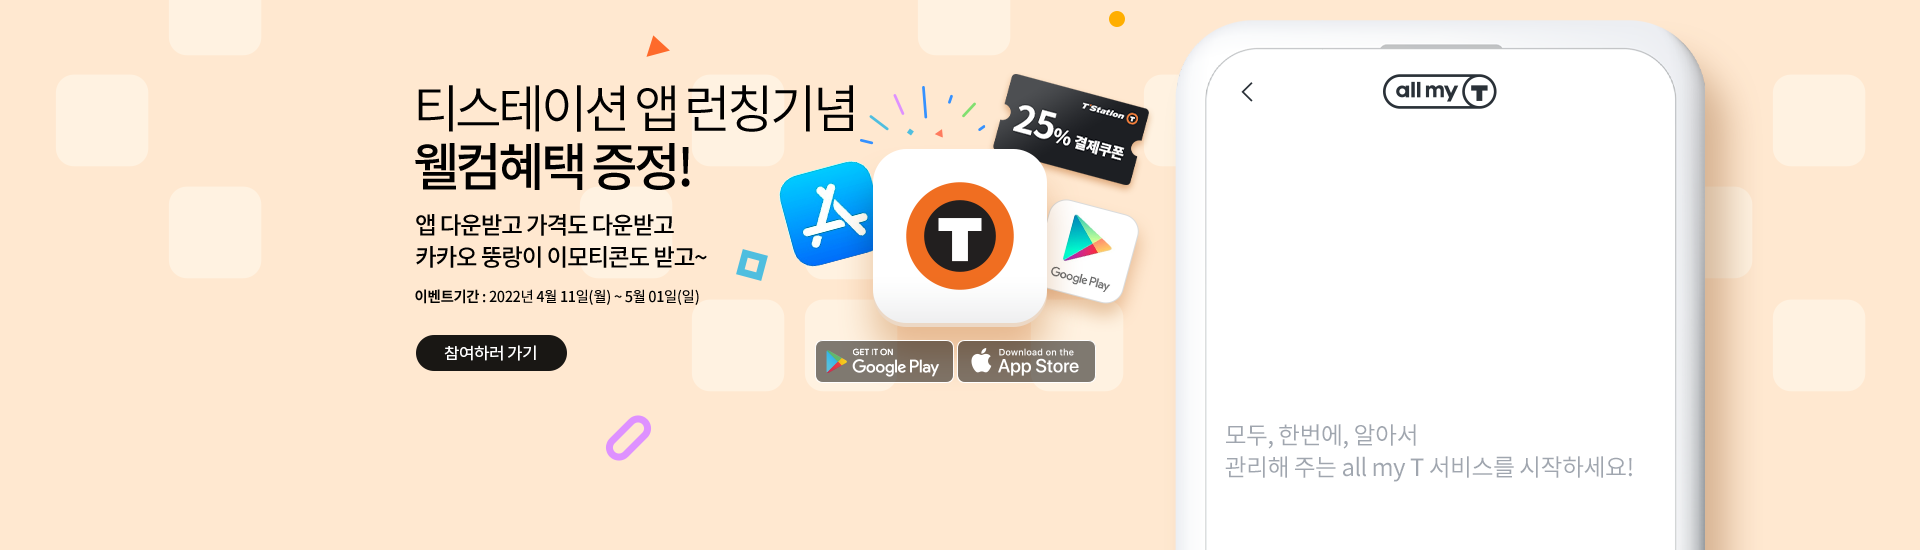 티스테이션 앱 런칭기념
웰컴혜택 증정!
앱 다운받고 가격도 다운받고
카카오 뚱랑이 이모티콘도 받고~
이벤트기간 : 2022년 4월 11일(월) ~ 5월 01일(일)
참여하러 가기
T'Station T
25% 결제쿠폰
T
Google Play
GET IT ON
Google Play
Download on the
App Store
all my T
모두, 한번에, 알아서
관리해 주는 all my T 서비스를 시작하세요!